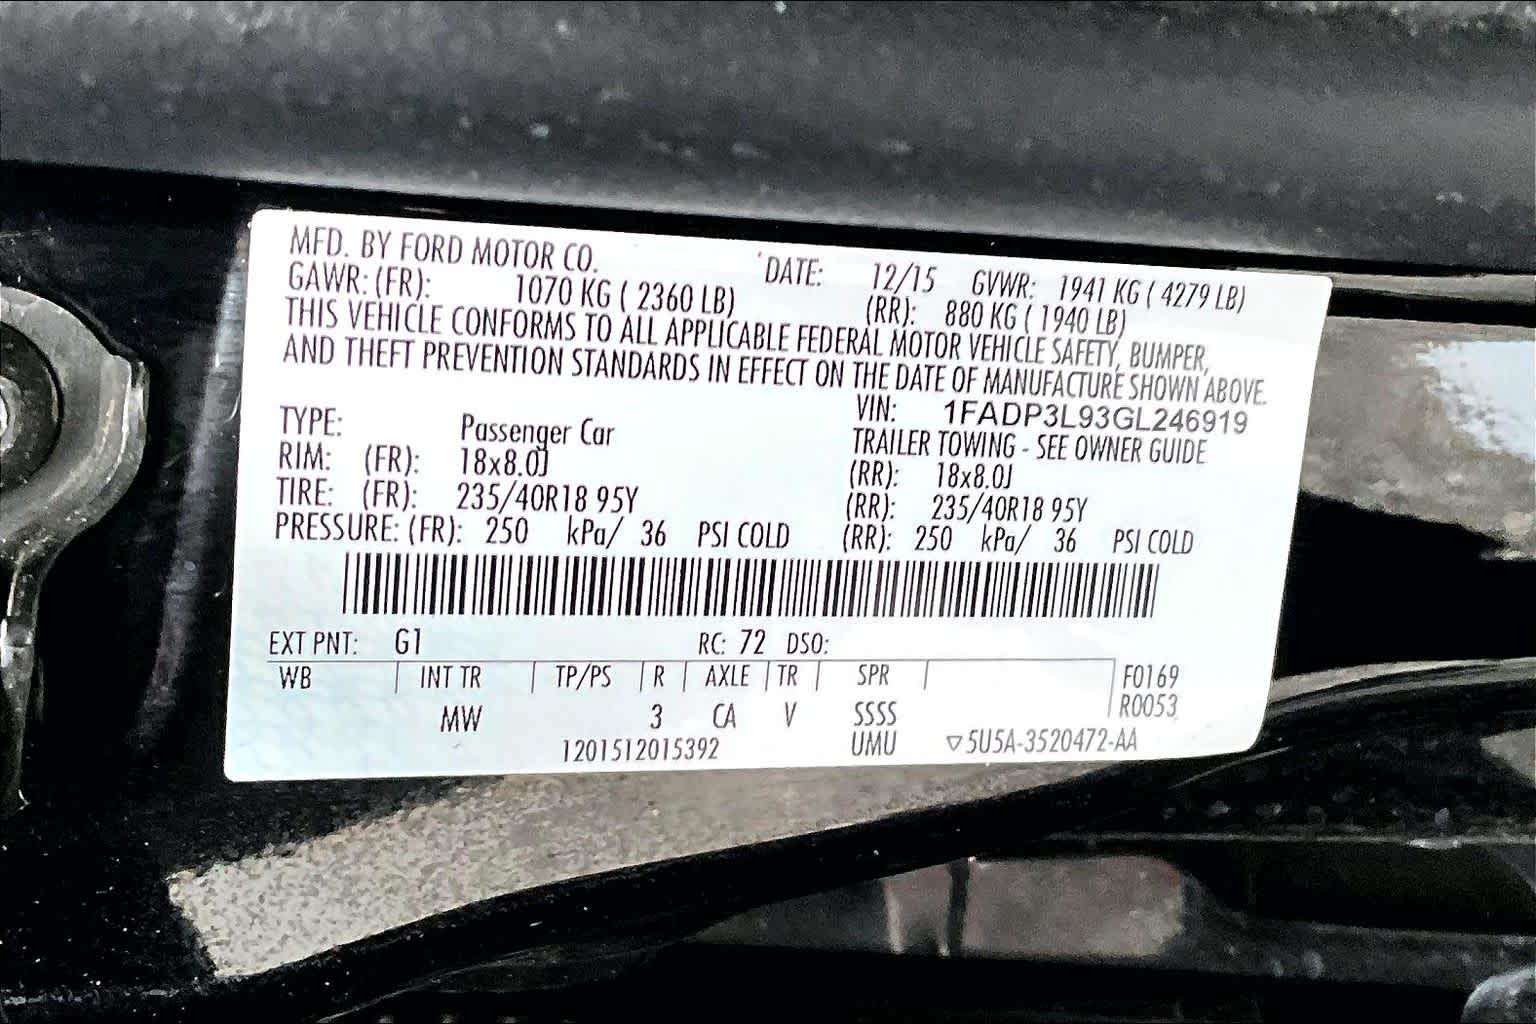 MFD. BY FORD MOTOR CO. DATE: 12/15 GVWR: 1941 KG ( 4279 LB)
GAWR: (FR): 1070 KG ( 2360 LB) (RR): 880 KG ( 1940 LB)
THIS VEHICLE CONFORMS TO ALL APPLICABLE FEDERAL MOTOR VEHICLE SAFETY, BUMPER,
AND THEFT PREVENTION STANDARDS IN EFFECT ON THE DATE OF MANUFACTURE SHOWN ABOVE.
VIN: 1FADP3L93GL246919
TYPE: Passenger Car TRAILER TOWING - SEE OWNER GUIDE
RIM: (FR): 18x8.0J (RR): 18x8.0J
TIRE: (FR): 235/40R18 95Y (RR): 235/40R18 95Y
PRESSURE: (FR): 250 kPa/ 36 PSI COLD (RR): 250 kPa/ 36 PSI COLD
EXT PNT: G1 RC: 72 DSO:
WB INT TR TP/PS R AXLE TR SPR F0169
MW 3 CA V SSSS R0053
1201512015392 UMU ▽5U5A-3520472-AA